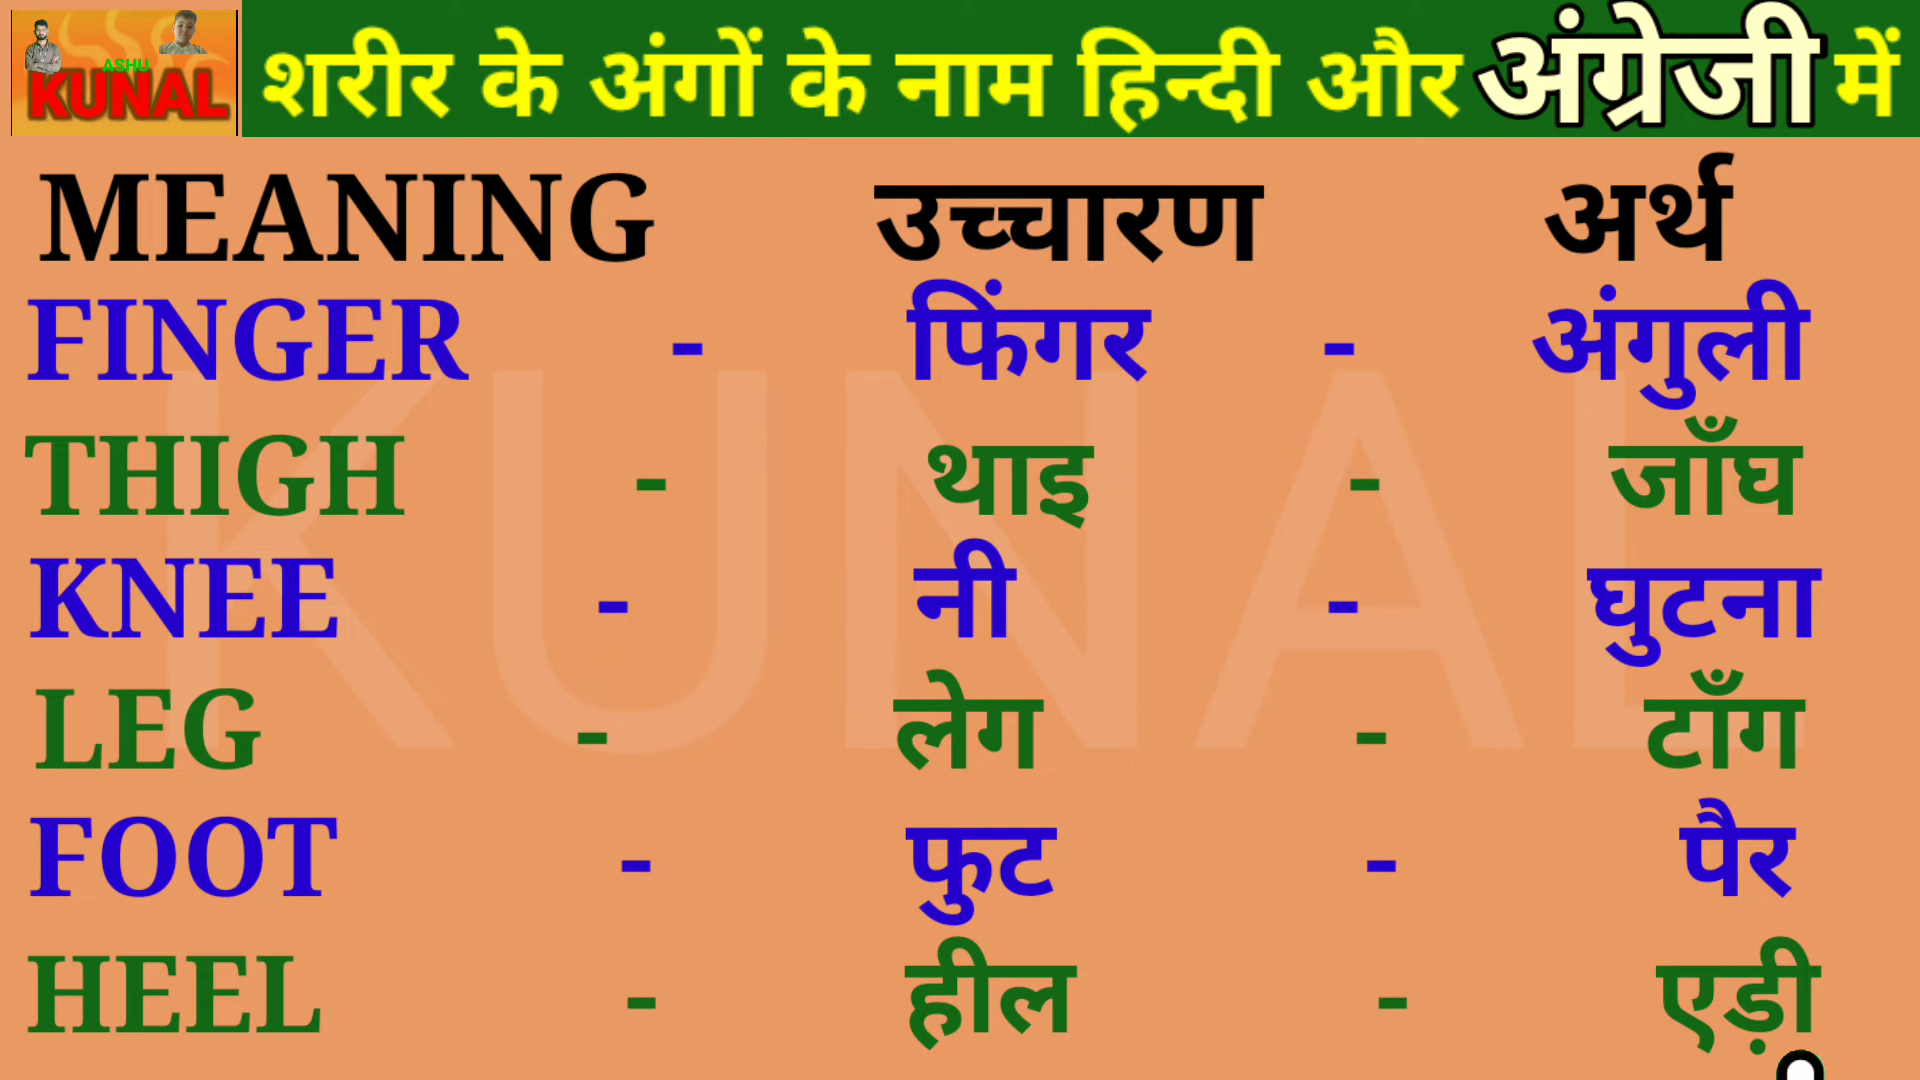 ASHU
KUNAL
शरीर के अंगों के नाम हिन्दी और अंग्रेजी में
MEANING उच्चारण अर्थ
FINGER - फिंगर - अंगुली
THIGH - थाइ - जाँघ
KNEE - नी - घुटना
LEG - लेग - टाँग
FOOT - फुट - पैर
HEEL - हील - एड़ी
KUNAL